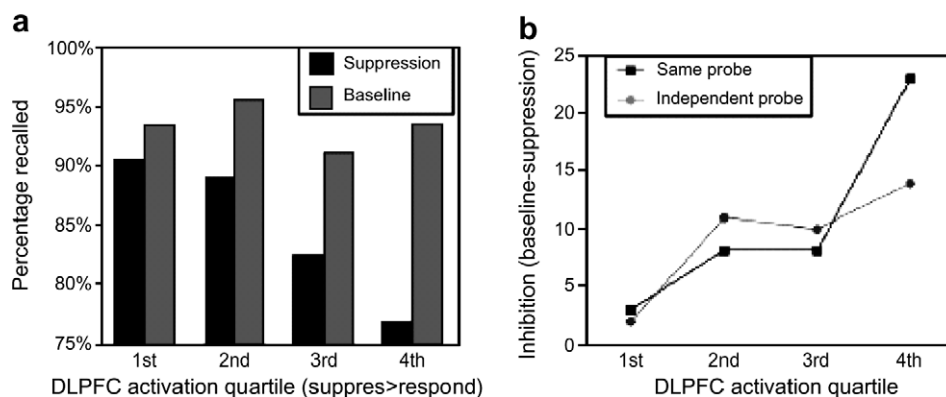 a
100%
95%
90%
85%
80%
75%
Percentage recalled
Suppression
Baseline
1st 2nd 3rd 4th
DLPFC activation quartile (suppres>respond)
b
25
20
15
10
5
0
Inhibition (baseline-suppression)
Same probe
Independent probe
1st 2nd 3rd 4th
DLPFC activation quartile